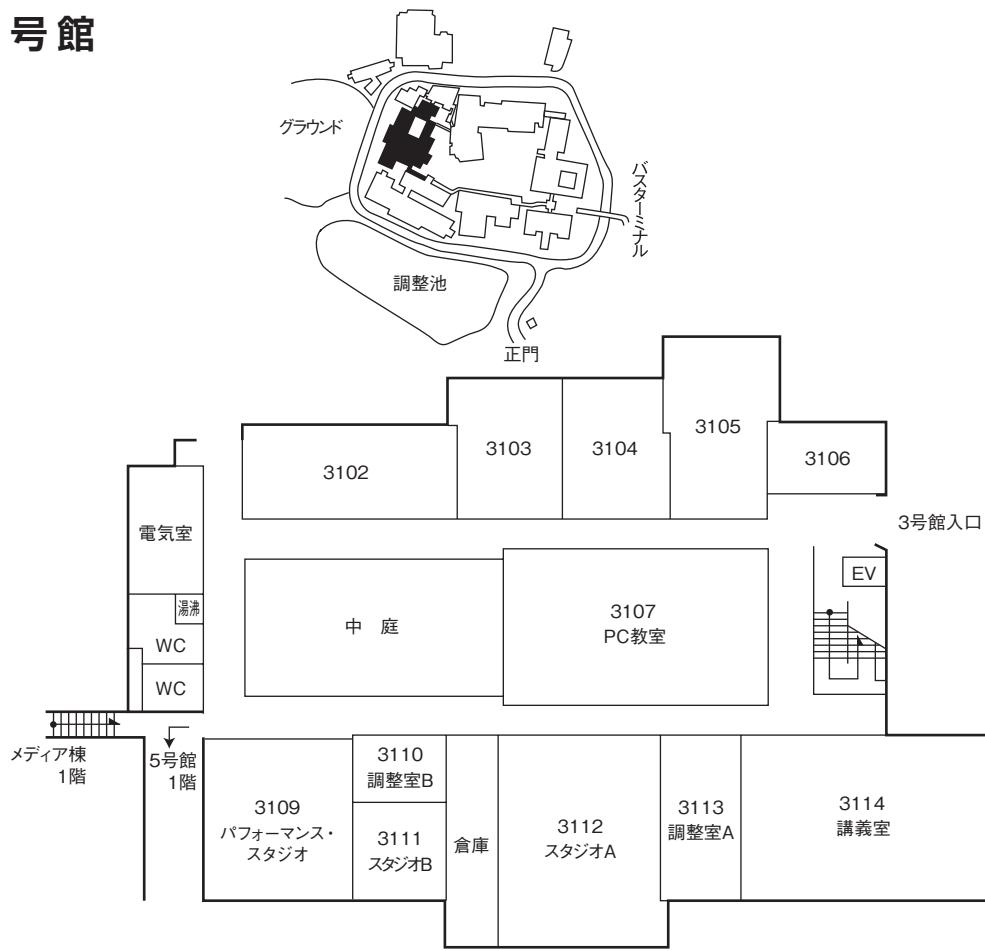 号館
グラウンド
バスターミナル
調整池
正門
3102
3103
3104
3105
3106
3号館入口
電気室
EV
湯沸
WC
WC
中 庭
3107
PC教室
メディア棟
1階
5号館
1階
3109
パフォーマンス・
スタジオ
3110
調整室B
3111
スタジオB
倉庫
3112
スタジオA
3113
調整室A
3114
講義室